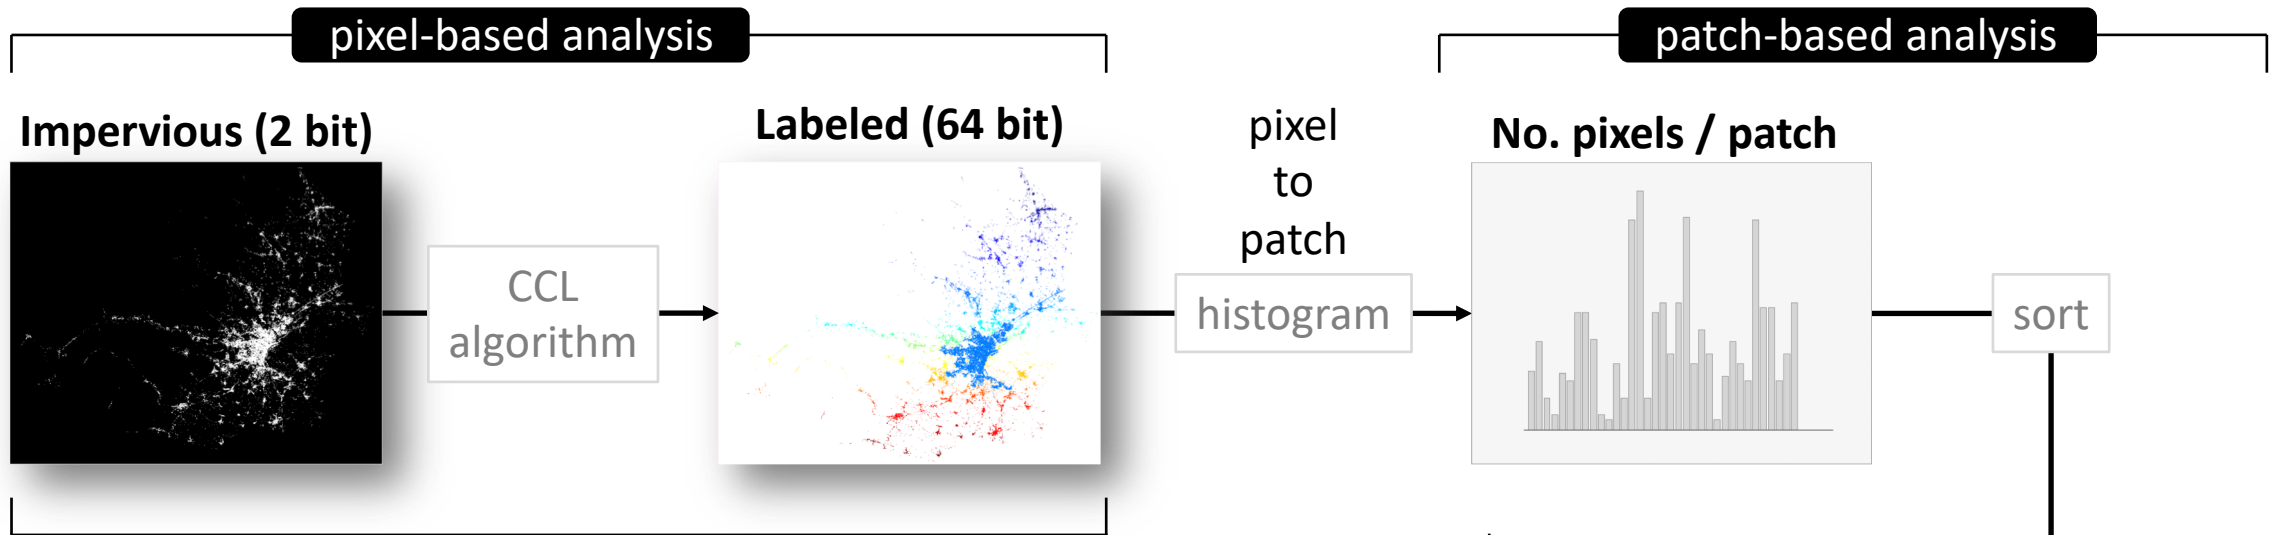 pixel-based analysis
patch-based analysis
Impervious (2 bit)
CCL
algorithm
Labeled (64 bit)
pixel
to
patch
histogram
No. pixels / patch
sort